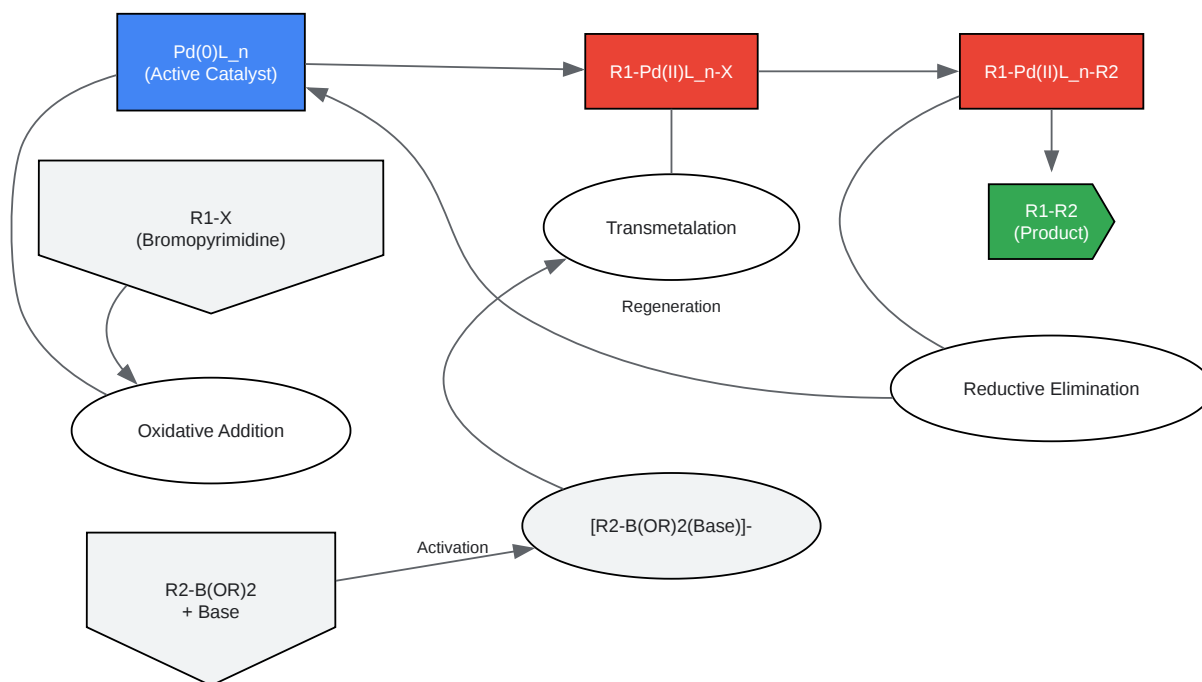 Pd(0)L_n
(Active Catalyst)
R1-Pd(II)L_n-X
R1-Pd(II)L_n-R2
R1-X
(Bromopyrimidine)
Transmetalation
R1-R2
(Product)
Regeneration
Oxidative Addition
Reductive Elimination
[R2-B(OR)2(Base)]-
Activation
R2-B(OR)2
+ Base